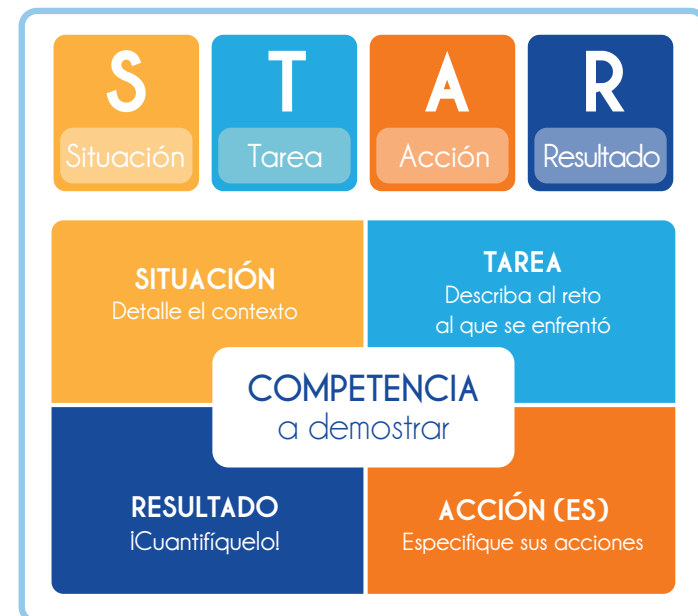 S T A R
Situación Tarea Acción Resultado
SITUACIÓN
Detalle el contexto
TAREA
Describa al reto
al que se enfrentó
COMPETENCIA
a demostrar
RESULTADO
¡Cuantifíquelo!
ACCIÓN (ES)
Especifique sus acciones